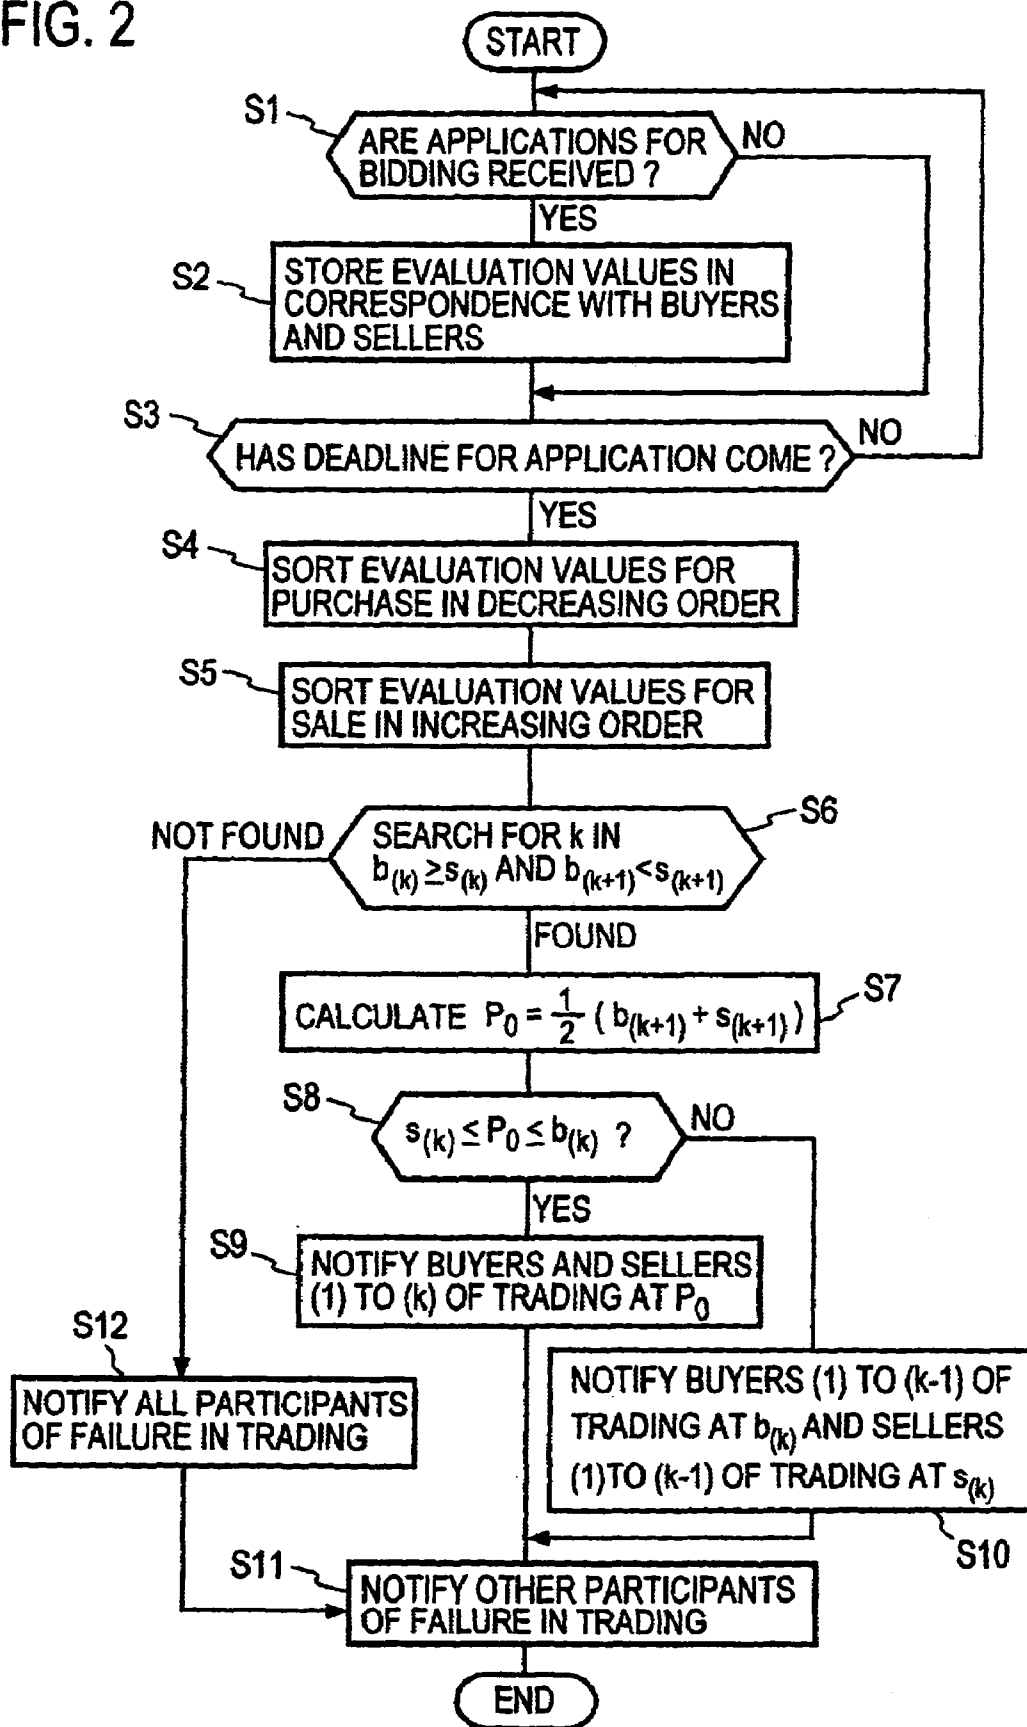 FIG. 2
START
S1
ARE APPLICATIONS FOR
BIDDING RECEIVED ?
NO
YES
S2
STORE EVALUATION VALUES IN
CORRESPONDENCE WITH BUYERS
AND SELLERS
S3
HAS DEADLINE FOR APPLICATION COME ?
NO
YES
S4
SORT EVALUATION VALUES FOR
PURCHASE IN DECREASING ORDER
S5
SORT EVALUATION VALUES FOR
SALE IN INCREASING ORDER
S6
NOT FOUND
SEARCH FOR k IN
b(k) ≥ s(k) AND b(k+1) < s(k+1)
FOUND
S7
CALCULATE P0 = 1/2 ( b(k+1) + s(k+1) )
S8
s(k) ≤ P0 ≤ b(k) ?
NO
YES
S9
NOTIFY BUYERS AND SELLERS
(1) TO (k) OF TRADING AT P0
S12
NOTIFY ALL PARTICIPANTS
OF FAILURE IN TRADING
NOTIFY BUYERS (1) TO (k-1) OF
TRADING AT b(k) AND SELLERS
(1) TO (k-1) OF TRADING AT s(k)
S10
S11
NOTIFY OTHER PARTICIPANTS
OF FAILURE IN TRADING
END